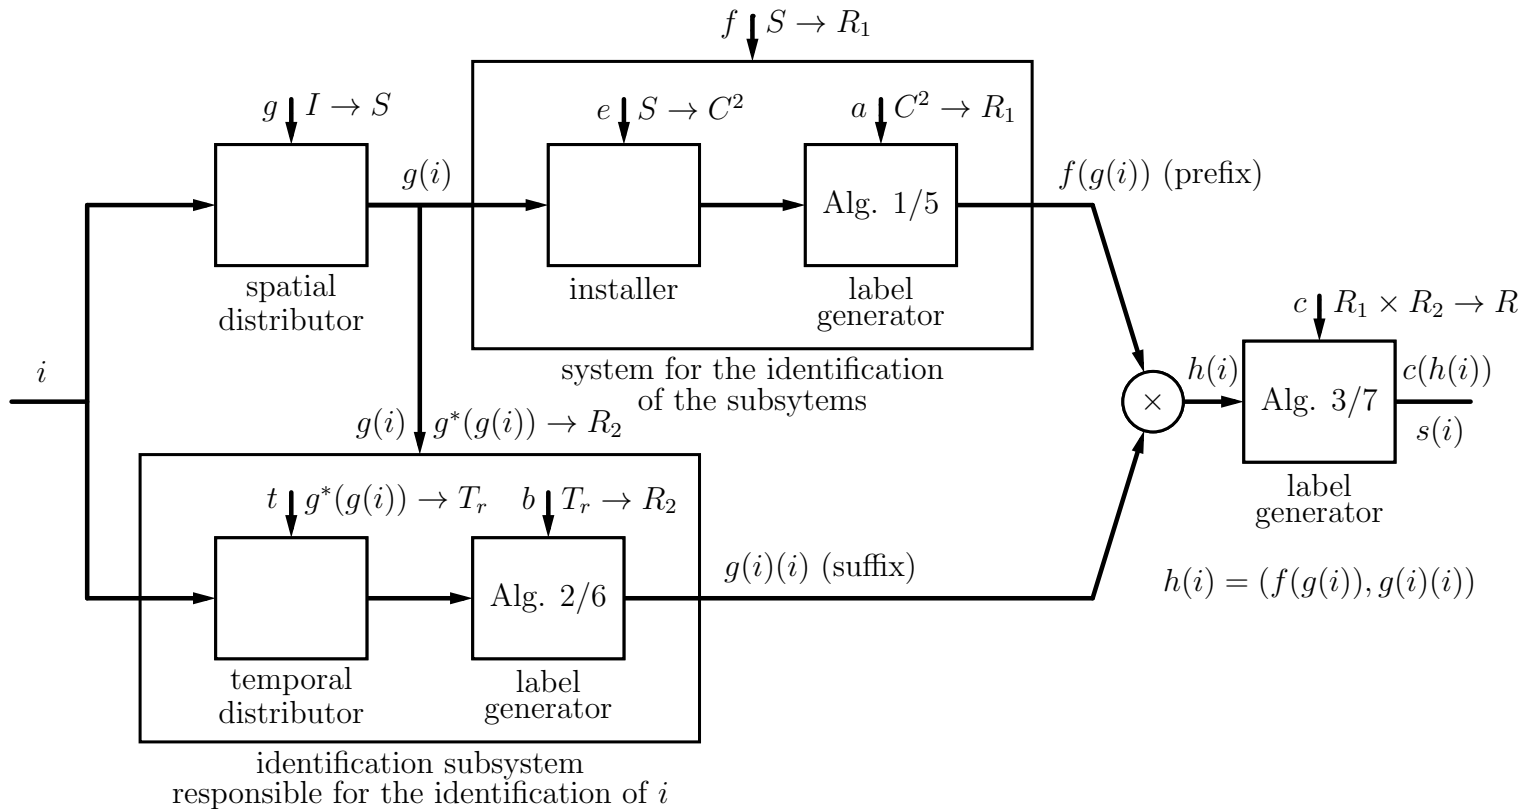 f S → R₁
g I → S
e S → C²
a C² → R₁
g(i)
f(g(i)) (prefix)
Alg. 1/5
spatial
distributor
installer
label
generator
c R₁ × R₂ → R
system for the identification
of the subsytems
i
h(i)
c(h(i))
×
Alg. 3/7
s(i)
g(i) g*(g(i)) → R₂
label
generator
t g*(g(i)) → Tᵣ
b Tᵣ → R₂
g(i)(i) (suffix)
h(i) = (f(g(i)), g(i)(i))
Alg. 2/6
temporal
distributor
label
generator
identification subsystem
responsible for the identification of i